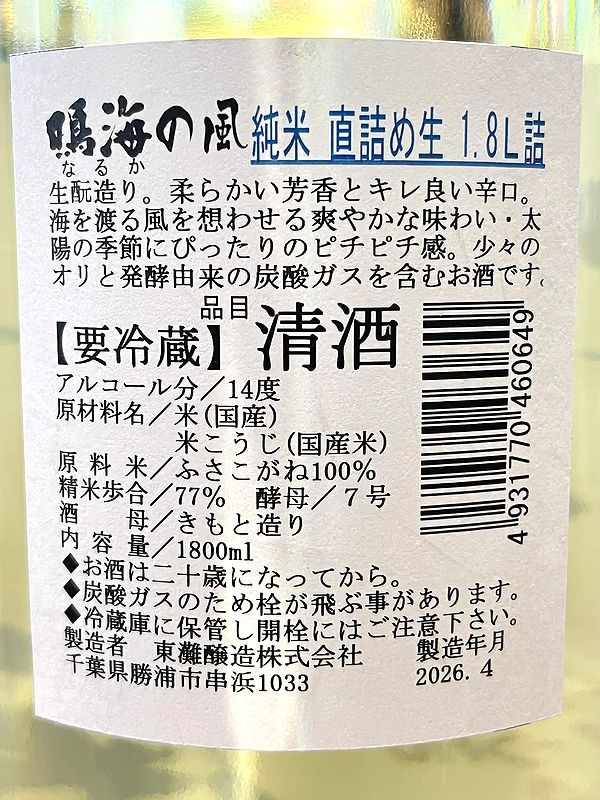 鳴海の風 純米 直詰め生 1.8L詰
なるか
生酛造り。柔らかい芳香とキレ良い辛口。
海を渡る風を想わせる爽やかな味わい・太
陽の季節にぴったりのピチピチ感。少々の
オリと発酵由来の炭酸ガスを含むお酒です。
【要冷蔵】 品目 清酒
アルコール分／14度
原材料名／米(国産)
米こうじ(国産米)
原料米／ふさこがね100%
精米歩合／77% 酵母／7号
酒母／きもと造り
内容量／1800ml
◆お酒は二十歳になってから。
◆炭酸ガスのため栓が飛ぶ事があります。
◆冷蔵庫に保管し開栓にはご注意下さい。
製造者 東灘醸造株式会社 製造年月
千葉県勝浦市串浜1033 2026.4
4 931770 460649